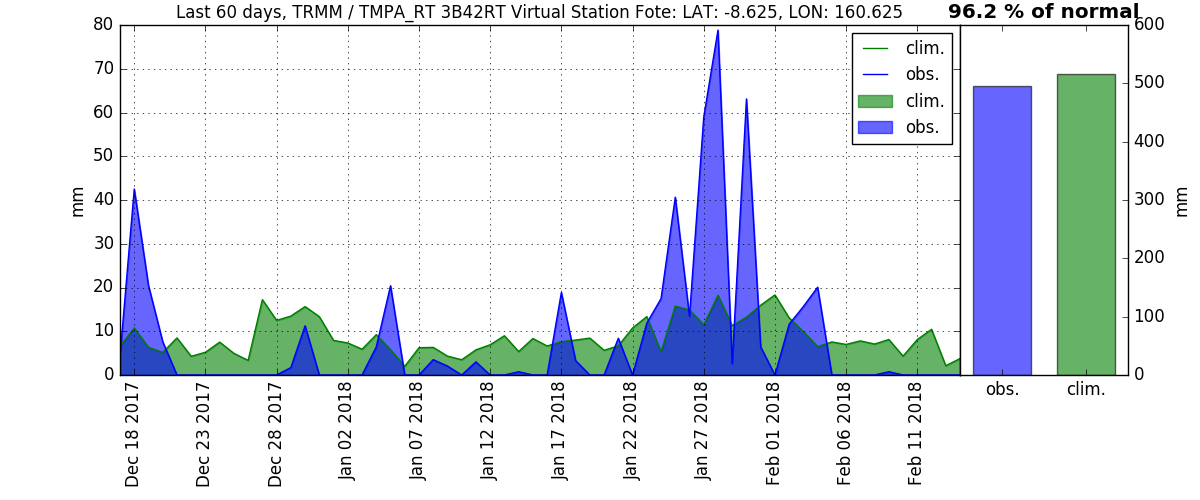 Last 60 days, TRMM / TMPA_RT 3B42RT Virtual Station Fote: LAT: -8.625, LON: 160.625
96.2 % of normal
80
70
60
50
40
30
20
10
0
mm
clim.
obs.
clim.
obs.
600
500
400
300
200
100
0
mm
Dec 18 2017
Dec 23 2017
Dec 28 2017
Jan 02 2018
Jan 07 2018
Jan 12 2018
Jan 17 2018
Jan 22 2018
Jan 27 2018
Feb 01 2018
Feb 06 2018
Feb 11 2018
obs.
clim.